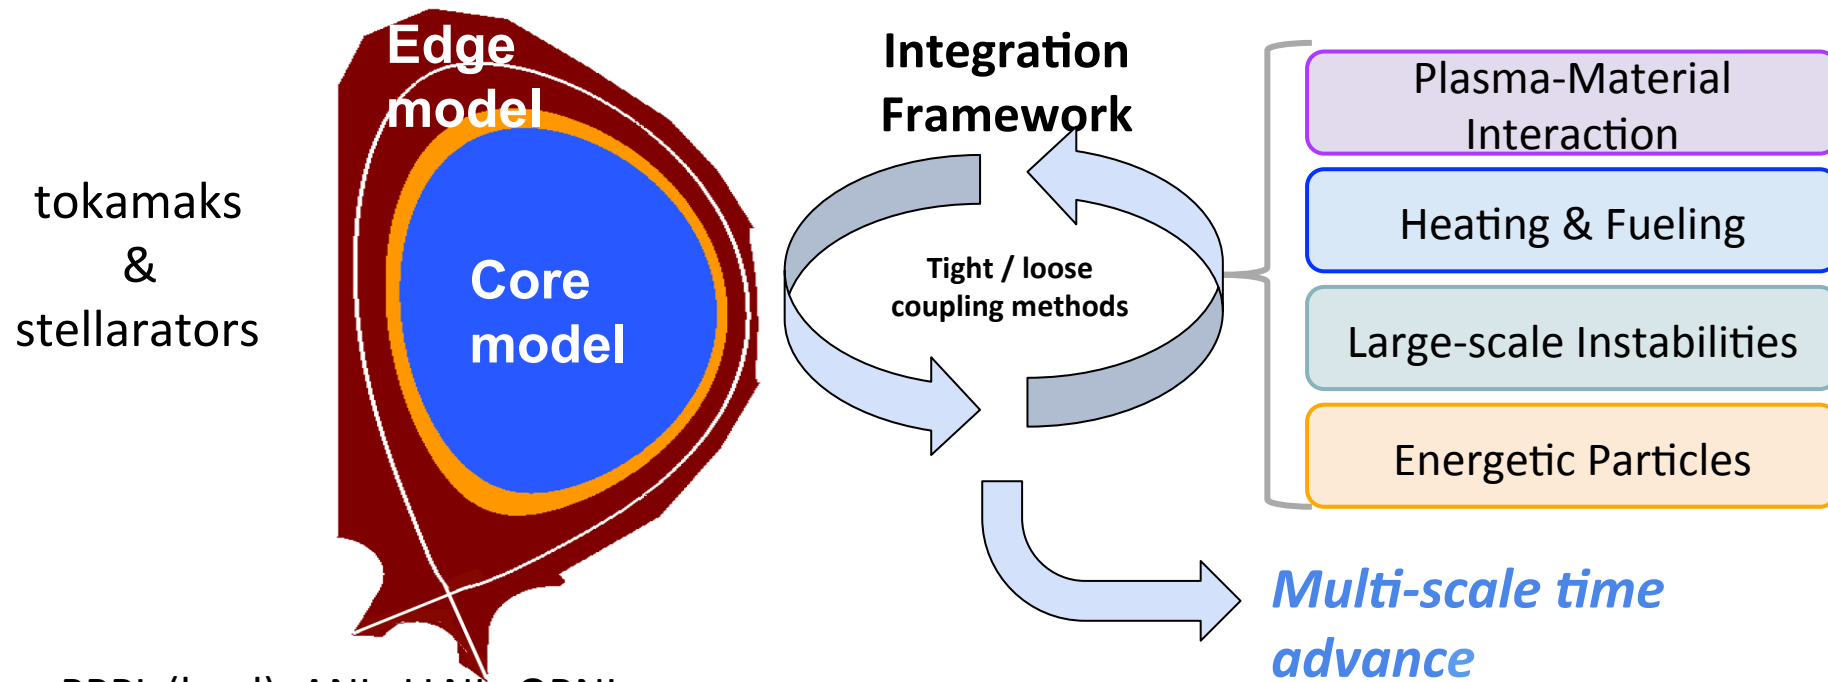 Edge
model
Core
model
tokamaks
&
stellarators
Integration
Framework
Tight / loose
coupling methods
Plasma-Material
Interaction
Heating & Fueling
Large-scale Instabilities
Energetic Particles
Multi-scale time
advance